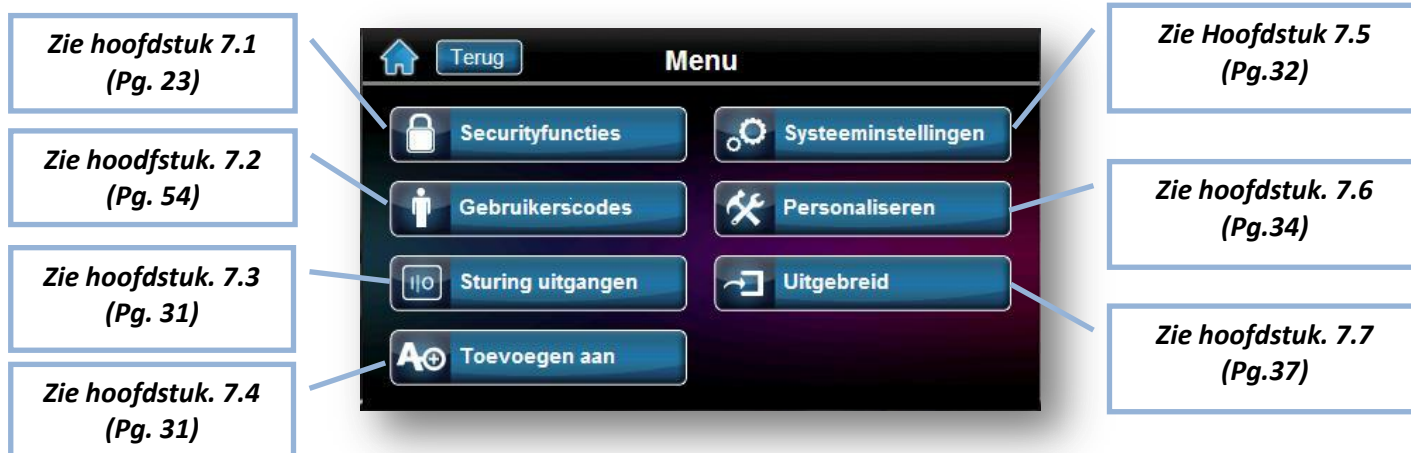 Zie hoofdstuk 7.1
(Pg. 23)
Zie hoodfstuk. 7.2
(Pg. 54)
Zie hoofdstuk. 7.3
(Pg. 31)
Zie hoofdstuk. 7.4
(Pg. 31)
Terug
Menu
Securityfuncties
Systeeminstellingen
Gebruikerscodes
Personaliseren
Sturing uitgangen
Uitgebreid
Toevoegen aan
Zie Hoofdstuk 7.5
(Pg.32)
Zie hoofdstuk. 7.6
(Pg.34)
Zie hoofdstuk. 7.7
(Pg.37)